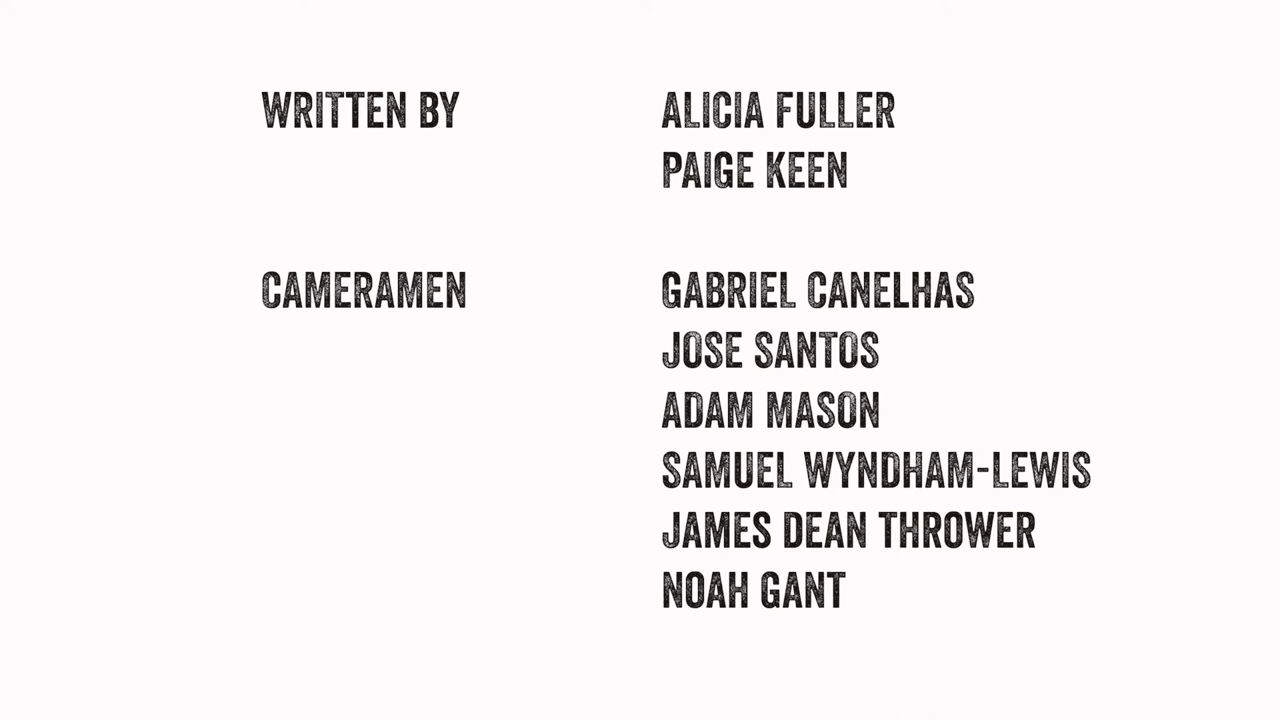 WRITTEN BY ALICIA FULLER
PAIGE KEEN
CAMERAMEN GABRIEL CANELHAS
JOSE SANTOS
ADAM MASON
SAMUEL WYNDHAM-LEWIS
JAMES DEAN THROWER
NOAH GANT